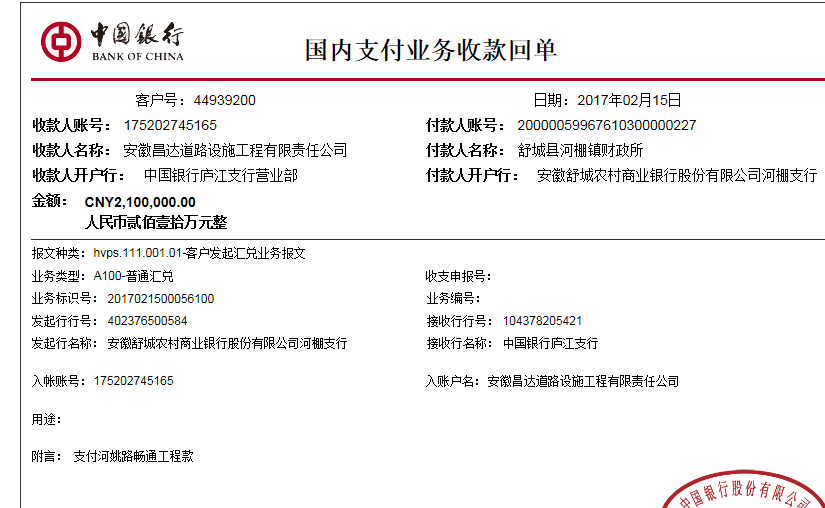 中國銀行
BANK OF CHINA
国内支付业务收款回单
客户号：44939200 日期：2017年02月15日
收款人账号：175202745165 付款人账号：20000059967610300000227
收款人名称：安徽昌达道路设施工程有限责任公司 付款人名称：舒城县河棚镇财政所
收款人开户行：中国银行庐江支行营业部 付款人开户行：安徽舒城农村商业银行股份有限公司河棚支行
金额：CNY2,100,000.00
人民币贰佰壹拾万元整
报文种类：hvps.111.001.01-客户发起汇兑业务报文
业务类型：A100-普通汇兑 收支申报号：
业务标识号：2017021500056100 业务编号：
发起行行号：402376500584 接收行行号：104378205421
发起行名称：安徽舒城农村商业银行股份有限公司河棚支行 接收行名称：中国银行庐江支行
入帐账号：175202745165 入账户名：安徽昌达道路设施工程有限责任公司
用途：
附言：支付河姚路畅通工程款
中国银行股份有限公司